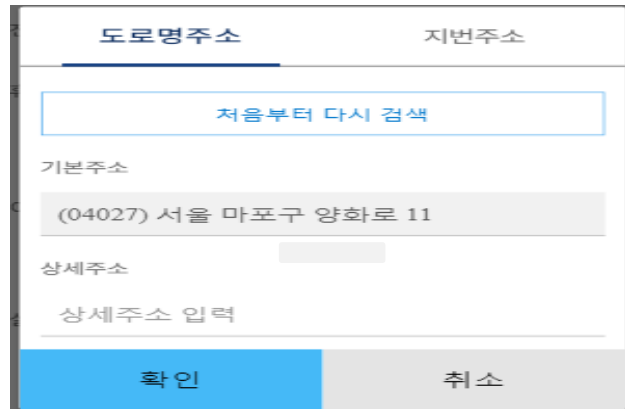 도로명주소 지번주소
처음부터 다시 검색
기본주소
(04027) 서울 마포구 양화로 11
상세주소
상세주소 입력
확인 취소